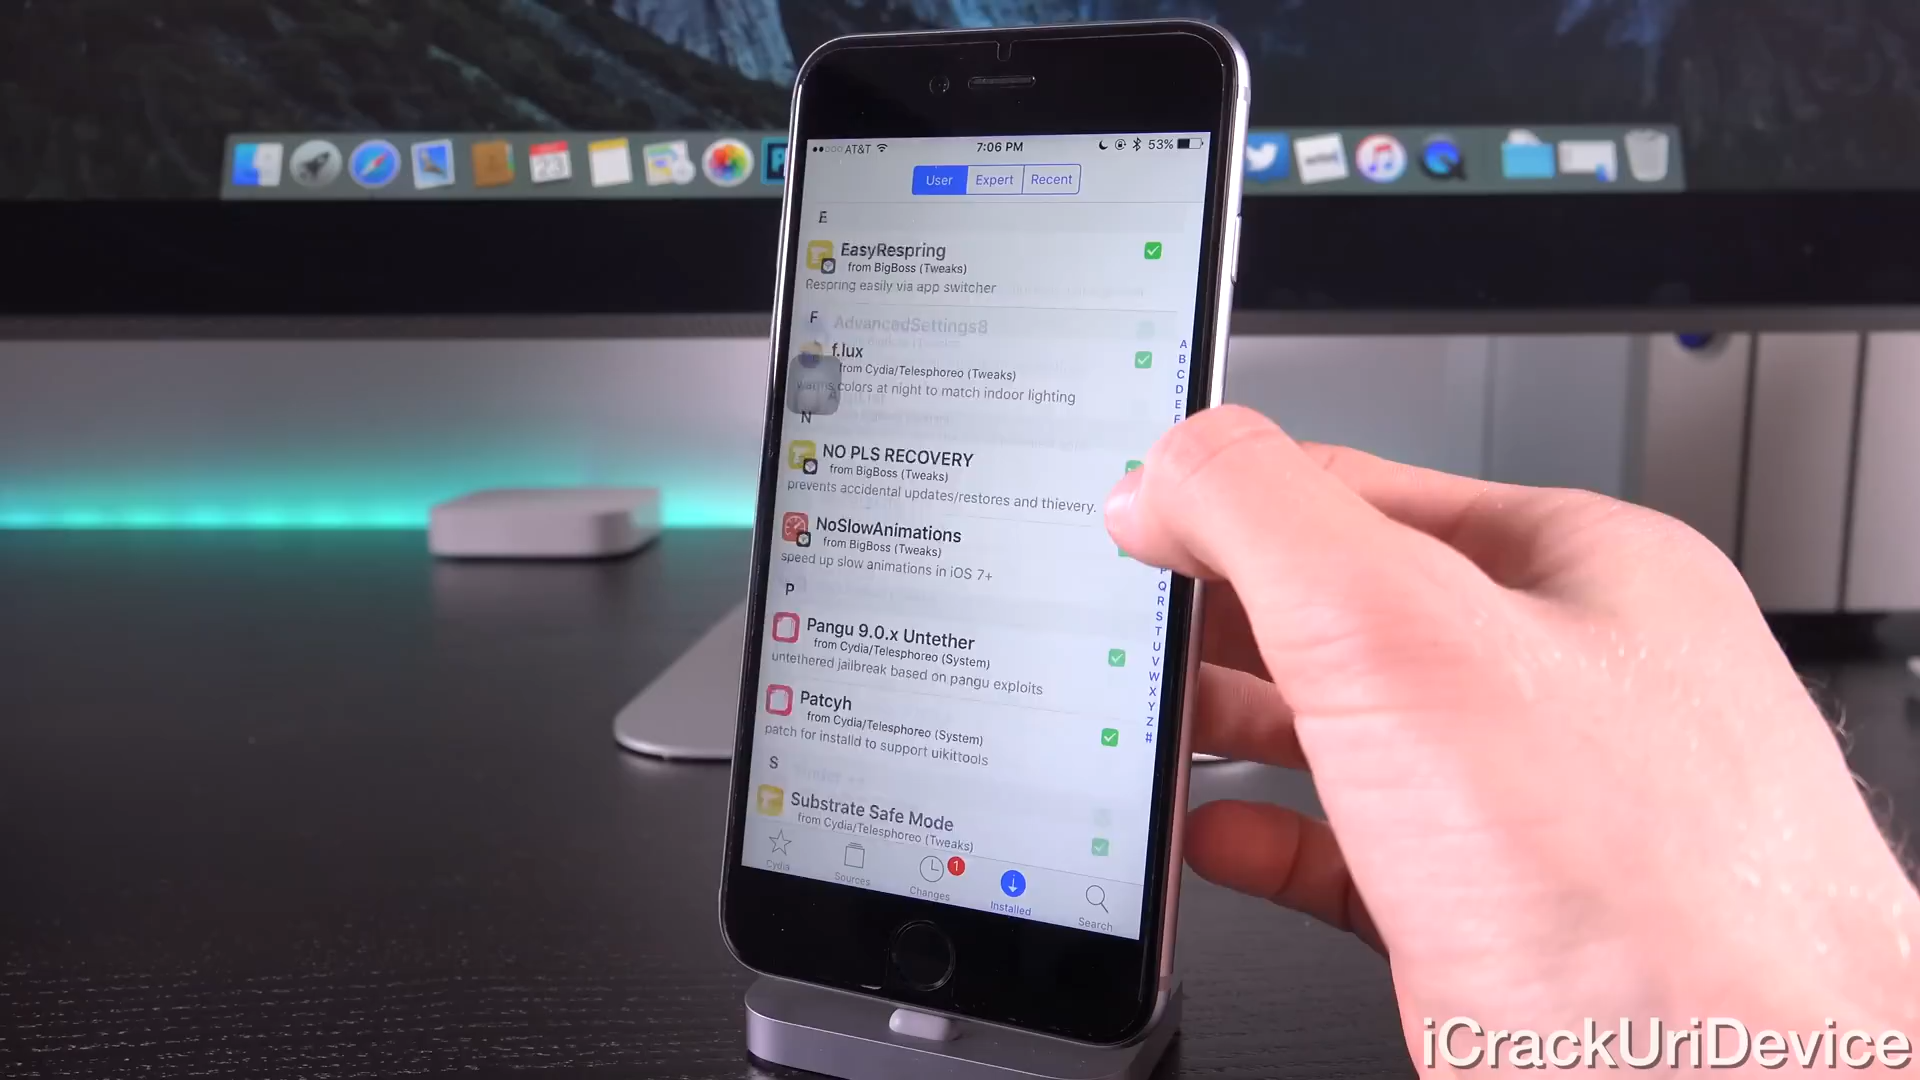 AT&T 7:06 PM 53%
User Expert Recent
E
EasyRespring
from BigBoss (Tweaks)
Respring easily via app switcher
F
AdvancedSettings8
f.lux
from Cydia/Telesphoreo (Tweaks)
warms colors at night to match indoor lighting
N
NO PLS RECOVERY
from BigBoss (Tweaks)
prevents accidental updates/restores and thievery.
NoSlowAnimations
from BigBoss (Tweaks)
speed up slow animations in iOS 7+
P
Pangu 9.0.x Untether
from Cydia/Telesphoreo (System)
untethered jailbreak based on pangu exploits
Patcyh
from Cydia/Telesphoreo (System)
patch for installd to support uikittools
S
Substrate Safe Mode
from Cydia/Telesphoreo (Tweaks)
Cydia Sources Changes 1 Installed Search
A
B
C
D
E
F
P
Q
R
S
T
U
V
W
X
Y
Z
#
23
iCrackUriDevice